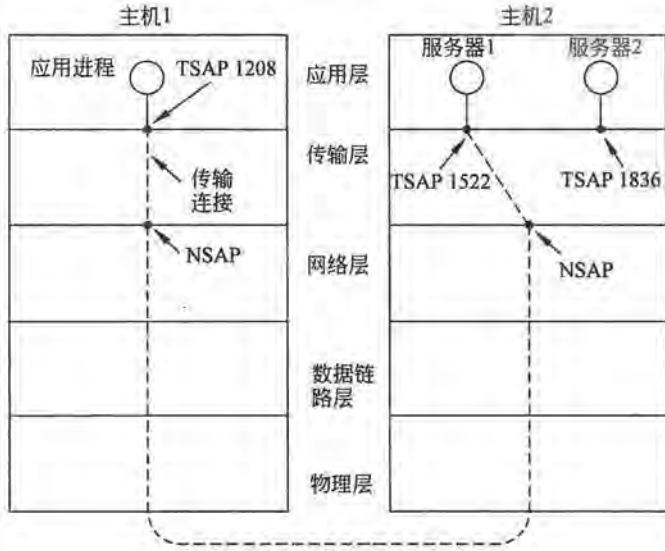 主机1
主机2
应用进程
TSAP 1208
应用层
服务器1
服务器2
传输
连接
传输层
TSAP 1522
TSAP 1836
NSAP
网络层
NSAP
数据链
路层
物理层